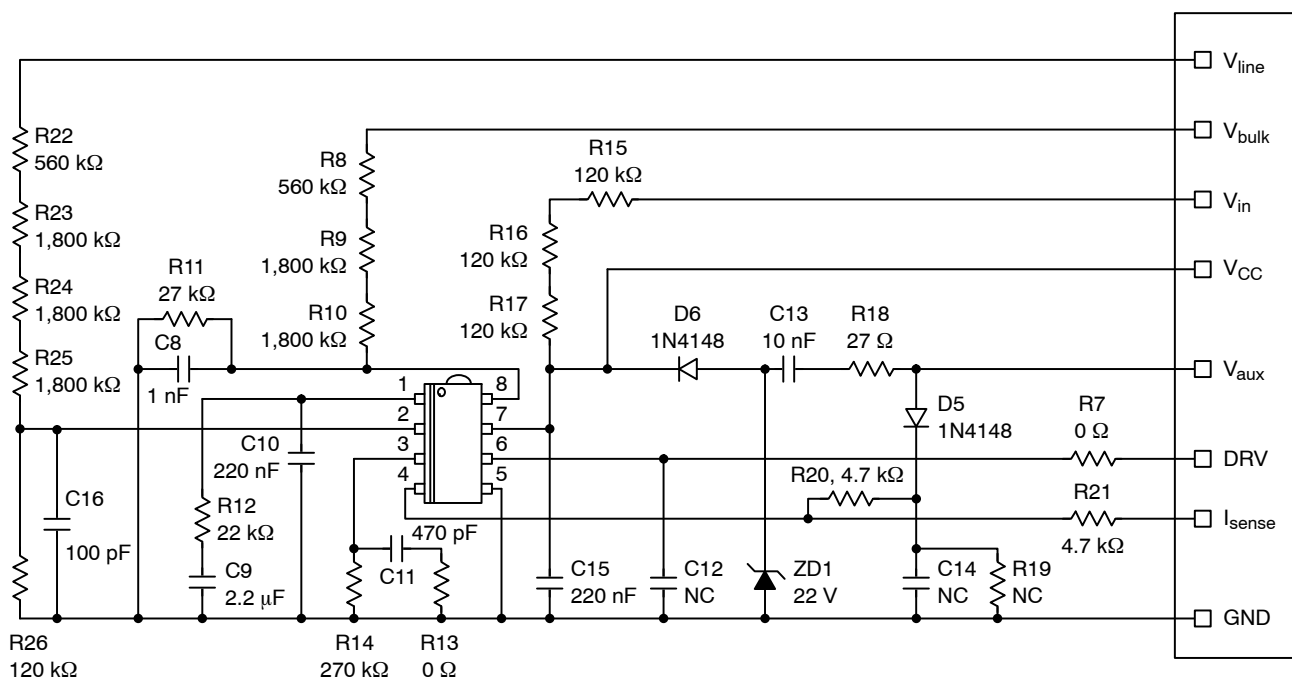 V_line
V_bulk
R15
120 kΩ
R22
560 kΩ
R8
560 kΩ
V_in
R23
1,800 kΩ
R9
1,800 kΩ
R16
120 kΩ
R11
27 kΩ
V_CC
R24
1,800 kΩ
R10
1,800 kΩ
R17
120 kΩ
D6
1N4148
C13
10 nF
R18
27 Ω
C8
1 nF
R25
1,800 kΩ
V_aux
1
8
2
7
3
6
4
5
D5
1N4148
R7
0 Ω
C10
220 nF
DRV
R20, 4.7 kΩ
R21
4.7 kΩ
C16
100 pF
R12
22 kΩ
I_sense
470 pF
C11
C9
2.2 μF
C15
220 nF
C12
NC
ZD1
22 V
C14
NC
R19
NC
GND
R26
120 kΩ
R14
270 kΩ
R13
0 Ω